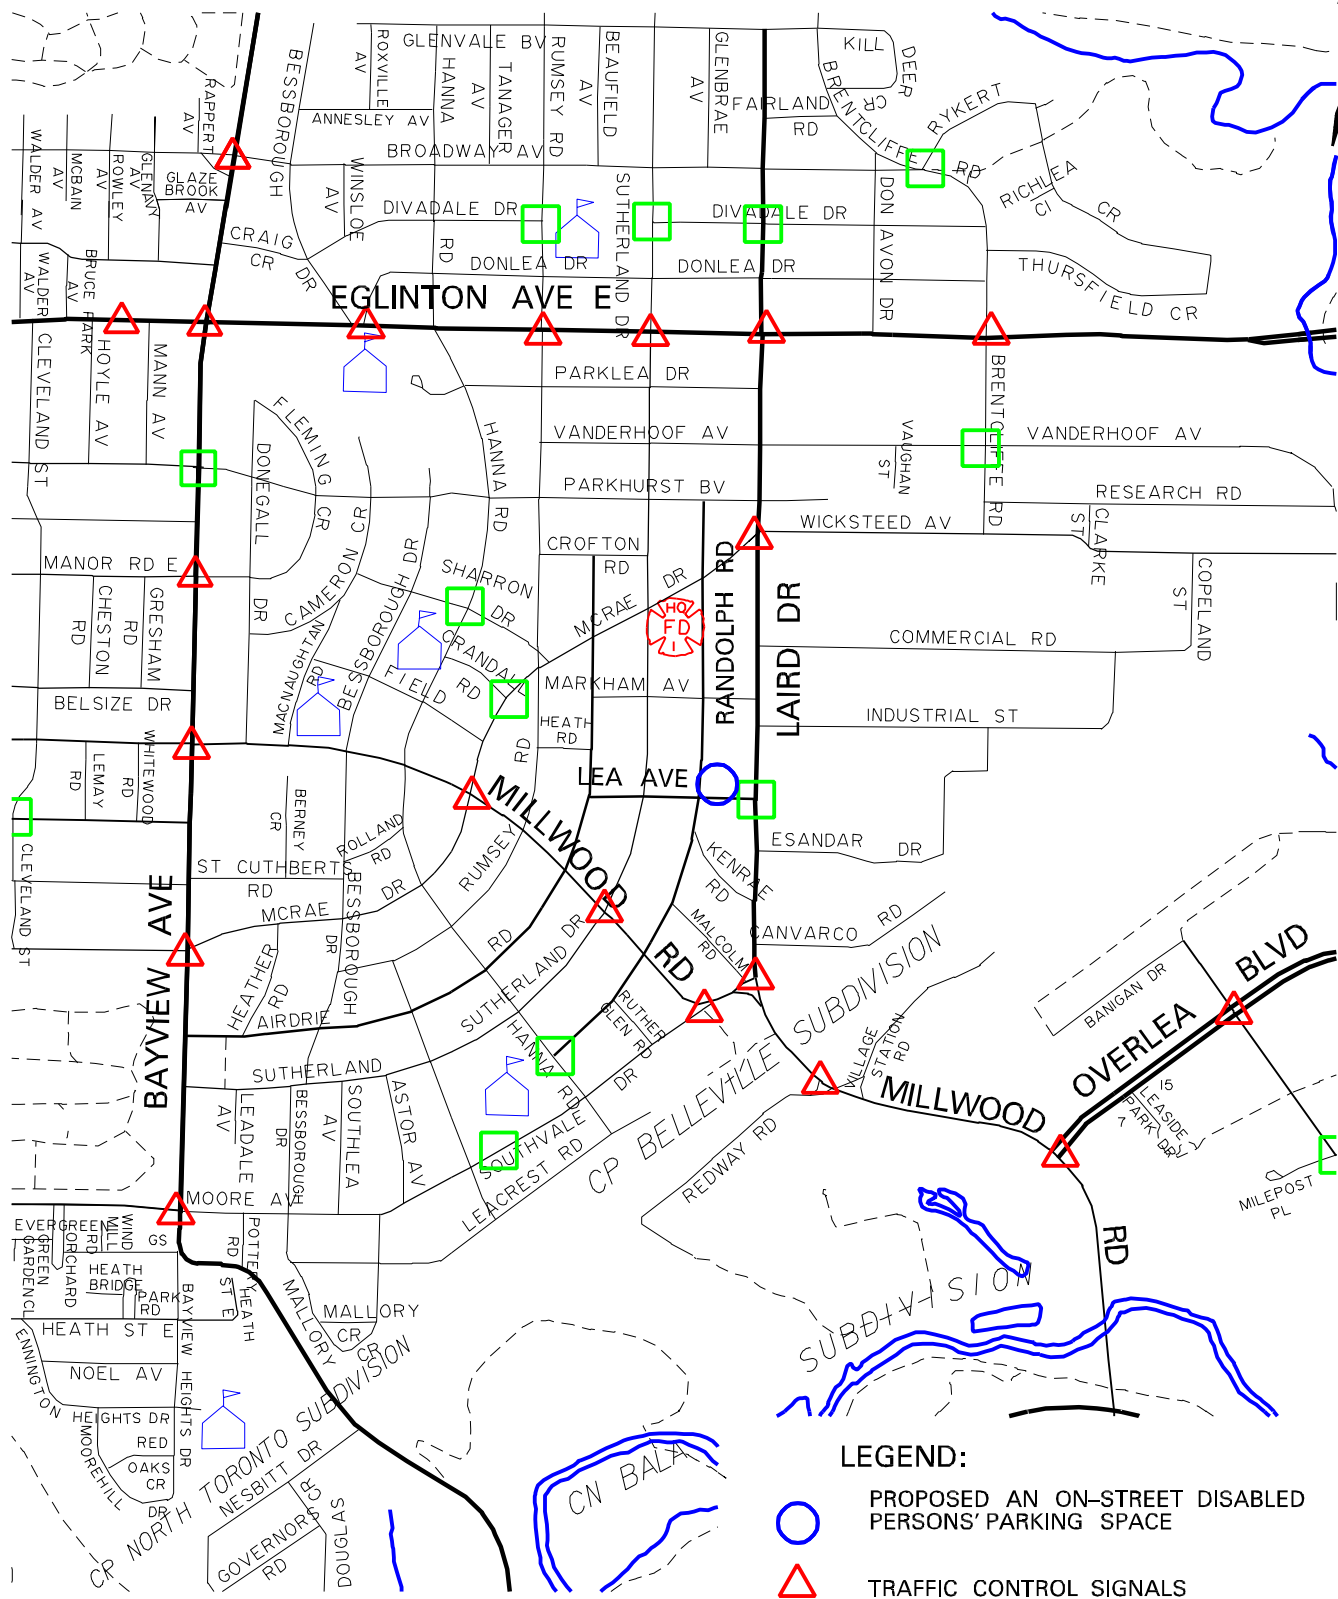 GLENVALE BV
KILL
DEER
CR
ROXVILLE
AV
HANNA
AV
TANAGER
RUMSEY RD
BEAUFIELD
AV
GLENBRAE
AV
BESSBOROUGH
DR
RAPPERT
AV
ANNESLEY AV
FAIRLAND
RD
BRENTCLIFFE
RD
RYKERT
CR
BROADWAY AV
WALDER AV
MCBAIN
AV
ROWLEY
AV
GLENAVY
AV
GLAZE
BROOK
AV
WINSLOE
AV
RICHLEA
CI
DIVADALE DR
DIVADALE DR
SUTHERLAND DR
DON AVON DR
CRAIG
CR
RD
DONLEA DR
DONLEA DR
THURSFIELD CR
WALDER
AV
BRUCE PARK
AV
EGLINTON AVE E
CLEVELAND ST
HOYLE AV
MANN AV
PARKLEA DR
BRENTCLIFFE RD
FLEMING
CR
DONEGALL
DR
HANNA
RD
VANDERHOOF AV
VANDERHOOF AV
VAUGHAN
ST
PARKHURST BV
RESEARCH RD
WICKSTEED AV
CLARKE
ST
COPELAND
ST
MANOR RD E
CROFTON
RD
CAMERON CR
BESSBOROUGH DR
SHARRON
DR
MCRAE
DR
HQ
FD
RANDOLPH RD
LAIRD DR
CHESTON
RD
GRESHAM
RD
COMMERCIAL RD
MACNAUGHTAN
RD
CRANDALL
RD
FIELD
MARKHAM AV
BELSIZE DR
INDUSTRIAL ST
HEATH
RD
RD
LEMAY
RD
WHITEWOOD
RD
LEA AVE
MILLWOOD
RD
BERNEY
CR
ROLLAND
RD
RUMSEY
ESANDAR DR
KENRAE
RD
CLEVELAND ST
ST CUTHBERTS
RD
BESSBOROUGH
DR
MCRAE
DR
MALCOLM
RD
CANVARCO RD
BAYVIEW AVE
HEATHER
RD
AIRDRIE
RD
SUTHERLAND DR
RUTHER
GLEN RD
CP BELLEVILLE SUBDIVISION
VILLAGE
STATION
RD
BANIGAN DR
OVERLEA BLVD
SUTHERLAND
HANNA RD
MILLWOOD
RD
15
LEASIDE
PARK DR
7
LEADALE
AV
BESSBOROUGH
DR
SOUTHLEA
AV
ASTOR AV
SOUTHVALE
DR
LEACREST RD
REDWAY RD
MILEPOST
PL
MOORE AV
EVERGREEN
GS
GREEN
GARDEN CL
ORCHARD
WIND
MILL
RD
HEATH
BRIDGE
PARK
RD
POTTERY
RD
HEATH
ST E
HEATH ST E
MALLORY
MALLORY
CR
CR
ENNINGTON
NOEL AV
BAYVIEW HEIGHTS DR
HEIGHTS DR
MOOREHILL
DR
RED
OAKS
CR
CP NORTH TORONTO SUBDIVISION
NESBITT DR
GOVERNORS
RD
DOUGLAS
CR
CN BALA
SUBDIVISION
LEGEND:
PROPOSED AN ON–STREET DISABLED
PERSONS' PARKING SPACE
TRAFFIC CONTROL SIGNALS